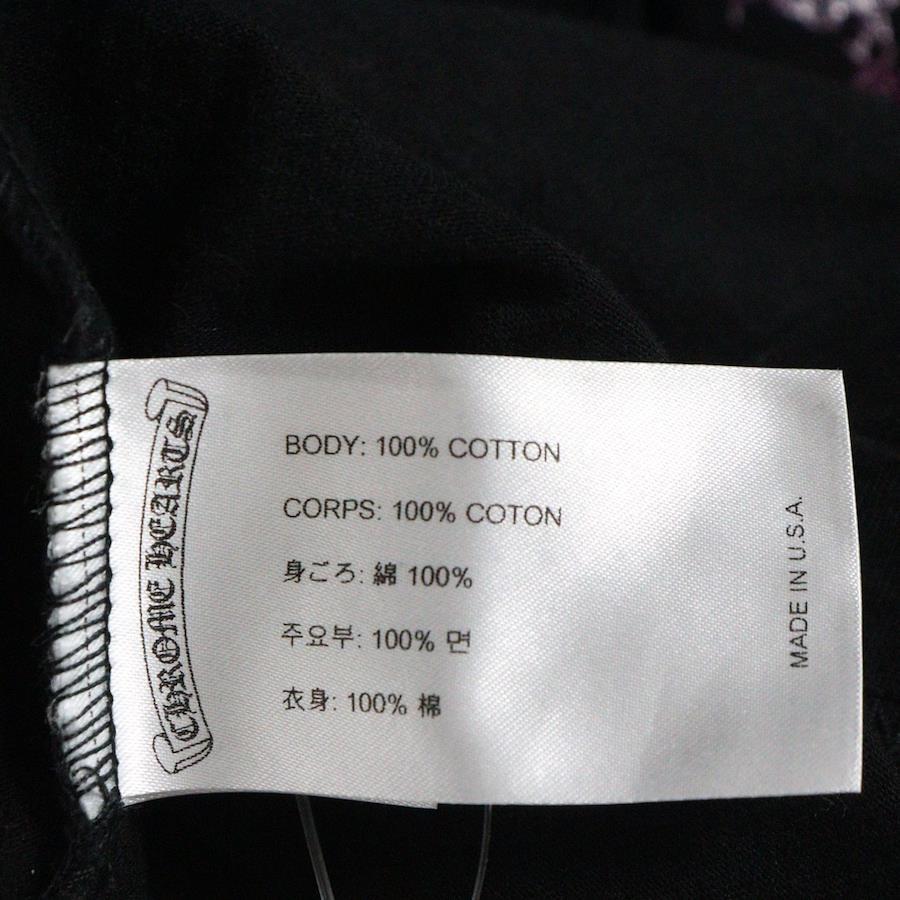 CHROME HEARTS
BODY: 100% COTTON
CORPS: 100% COTON
身ごろ: 綿 100%
주요부: 100% 면
衣身: 100% 棉
MADE IN U.S.A.